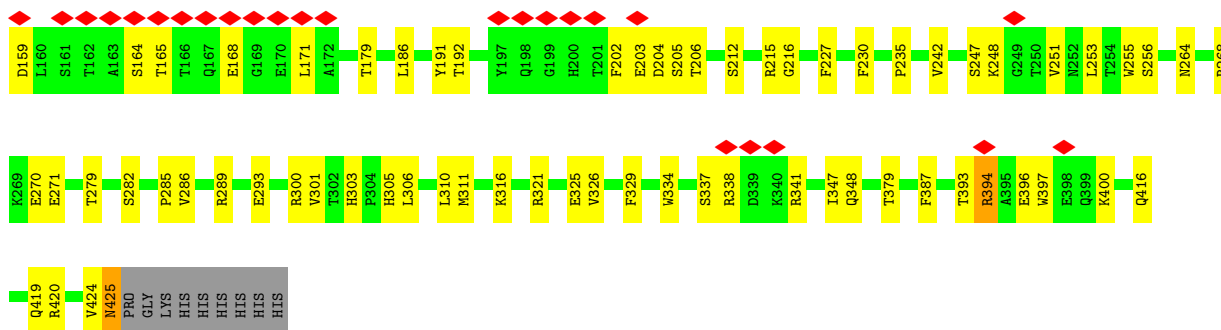 D159 L160 S161 T162 A163 S164 T165 T166 Q167 E168 G169 E170 L171 A172 T179 L186 Y191 T192 Y197 Q198 G199 H200 T201 F202 E203 D204 S205 T206 S212 R215 G216 F227 F230 P235 V242 S247 K248 G249 T250 V251 N252 L253 T254 W255 S256 N264
K269 E270 E271 T279 S282 P285 V286 R289 E293 R300 V301 T302 H303 P304 H305 L306 L310 M311 K316 R321 E325 V326 F329 W334 S337 R338 D339 K340 R341 I347 Q348 T379 F387 T393 R394 A395 E396 W397 E398 Q399 K400 Q416
Q419 R420 V424 N425 PRO GLY LYS HIS HIS HIS HIS HIS HIS